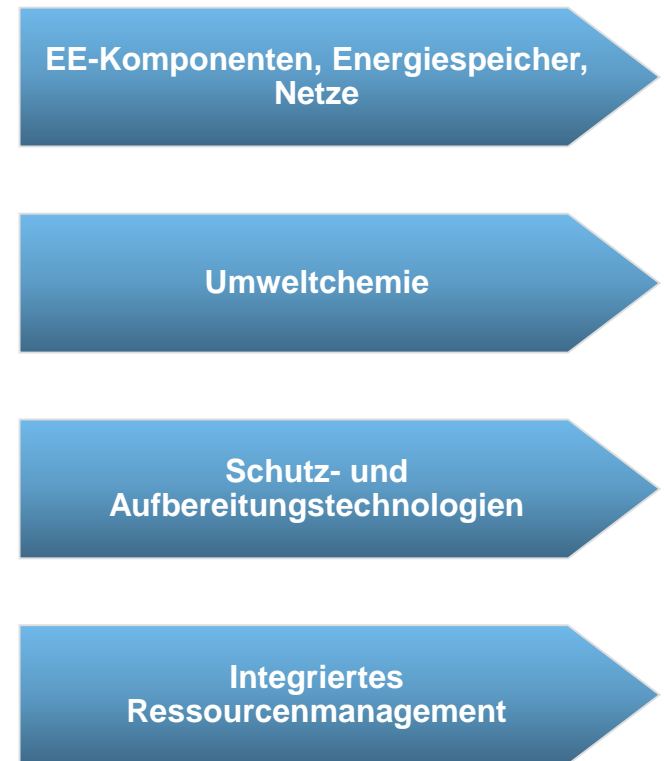 EE-Komponenten, Energiespeicher,
Netze
Umweltchemie
Schutz- und
Aufbereitungstechnologien
Integriertes
Ressourcenmanagement